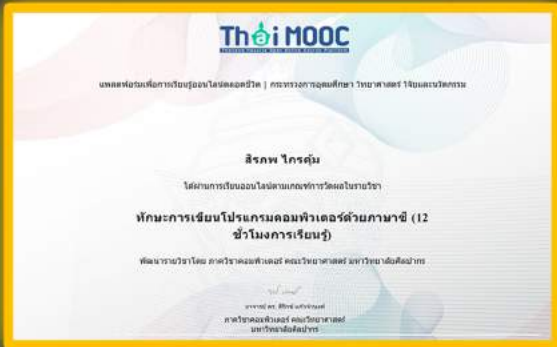 Thai MOOC
แพลตฟอร์มเพื่อการเรียนรู้ออนไลน์ตลอดชีวิต | กระทรวงการอุดมศึกษา วิทยาศาสตร์ วิจัยและนวัตกรรม
สิรภพ ไกรคุ้ม
ได้ผ่านการเรียนออนไลน์ตามเกณฑ์การวัดผลในรายวิชา
ทักษะการเขียนโปรแกรมคอมพิวเตอร์ด้วยภาษาซี (12
ชั่วโมงการเรียนรู้)
พัฒนารายวิชาโดย ภาควิชาคอมพิวเตอร์ คณะวิทยาศาสตร์ มหาวิทยาลัยศิลปากร
อาจารย์ ดร.
ภาควิชาคอมพิวเตอร์ คณะวิทยาศาสตร์
มหาวิทยาลัยศิลปากร